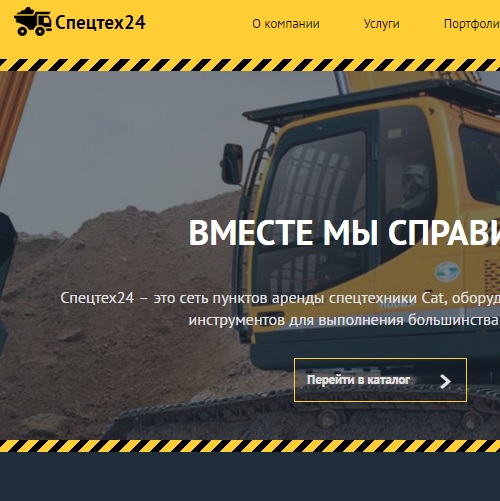 Спецтех24
О компании Услуги Портфоли
ВМЕСТЕ МЫ СПРАВИ
Спецтех24 – это сеть пунктов аренды спецтехники Cat, оборуд
инструментов для выполнения большинства
Перейти в каталог